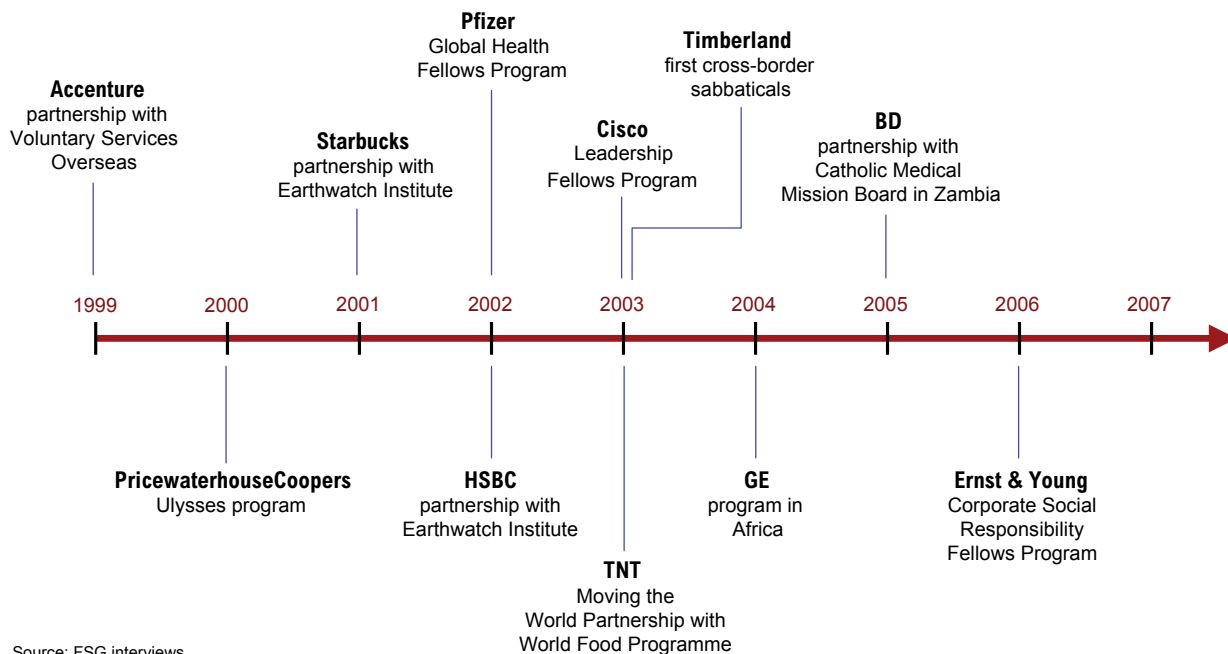 Accenture
partnership with
Voluntary Services
Overseas
Starbucks
partnership with
Earthwatch Institute
Pfizer
Global Health
Fellows Program
Cisco
Leadership
Fellows Program
Timberland
first cross-border
sabbaticals
BD
partnership with
Catholic Medical
Mission Board in Zambia
1999 2000 2001 2002 2003 2004 2005 2006 2007
PricewaterhouseCoopers
Ulysses program
HSBC
partnership with
Earthwatch Institute
TNT
Moving the
World Partnership with
World Food Programme
GE
program in
Africa
Ernst & Young
Corporate Social
Responsibility
Fellows Program
Source: FSG interviews